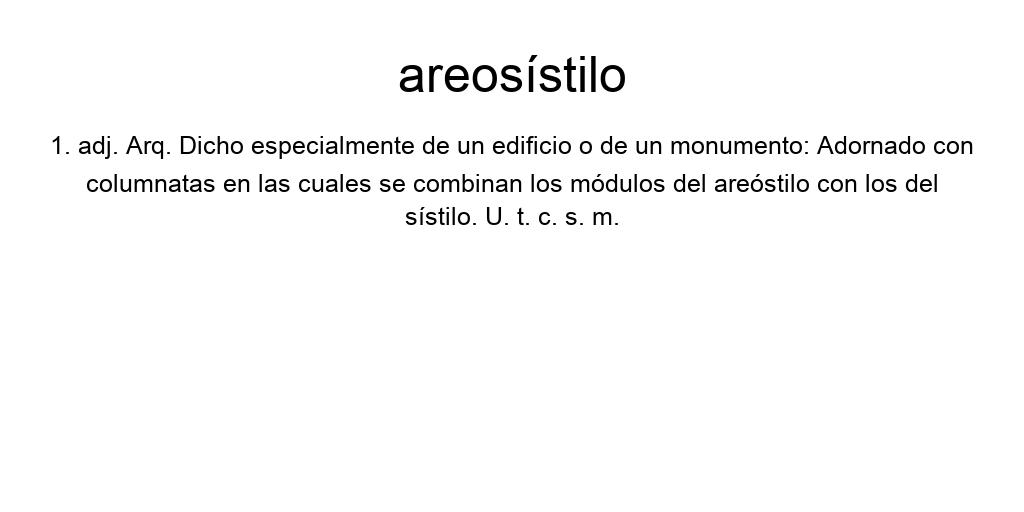 areosístilo
1. adj. Arq. Dicho especialmente de un edificio o de un monumento: Adornado con
columnatas en las cuales se combinan los módulos del areóstilo con los del
sístilo. U. t. c. s. m.